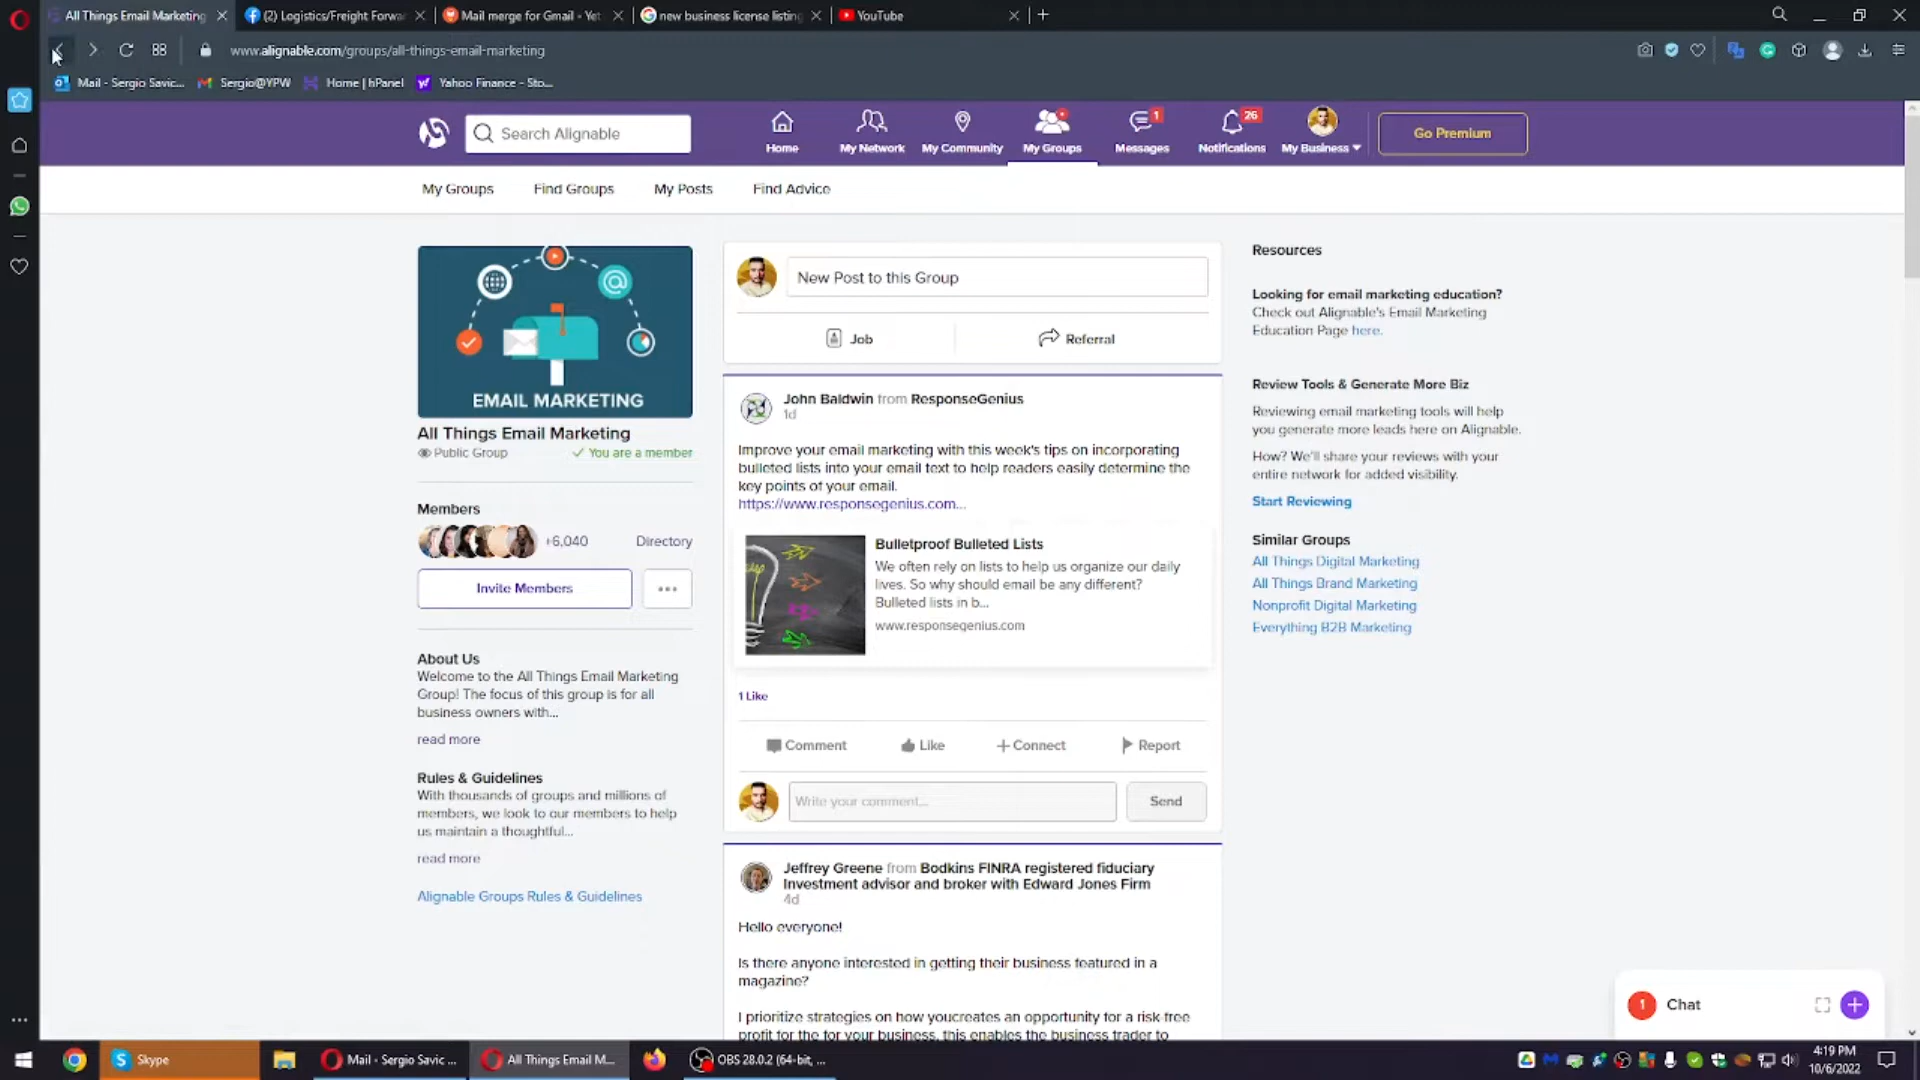 All Things Email Marketing
(2) Logistics/Freight Forwar
Mail merge for Gmail - Yet
new business license listing
YouTube
www.alignable.com/groups/all-things-email-marketing
Mail - Sergio Savic...
Sergio@YPW
Home | hPanel
Yahoo Finance - Sto...
Search Alignable
Home
My Network
My Community
My Groups
1
Messages
26
Notifications
My Business
Go Premium
My Groups
Find Groups
My Posts
Find Advice
EMAIL MARKETING
All Things Email Marketing
Public Group
You are a member
Members
+6,040
Directory
Invite Members
About Us
Welcome to the All Things Email Marketing
Group! The focus of this group is for all
business owners with...
read more
Rules & Guidelines
With thousands of groups and millions of
members, we look to our members to help
us maintain a thoughtful...
read more
Alignable Groups Rules & Guidelines
New Post to this Group
Job
Referral
John Baldwin from ResponseGenius
1d
Improve your email marketing with this week's tips on incorporating
bulleted lists into your email text to help readers easily determine the
key points of your email.
https://www.responsegenius.com...
Bulletproof Bulleted Lists
We often rely on lists to help us organize our daily
lives. So why should email be any different?
Bulleted lists in b...
www.responsegenius.com
1 Like
Comment
Like
Connect
Report
Write your comment...
Send
Jeffrey Greene from Bodkins FINRA registered fiduciary
Investment advisor and broker with Edward Jones Firm
4d
Hello everyone!
Is there anyone interested in getting their business featured in a
magazine?
I prioritize strategies on how youcreates an opportunity for a risk free
profit for the for your business, this enables the business trader to
Resources
Looking for email marketing education?
Check out Alignable's Email Marketing
Education Page here.
Review Tools & Generate More Biz
Reviewing email marketing tools will help
you generate more leads here on Alignable.
How? We'll share your reviews with your
entire network for added visibility.
Start Reviewing
Similar Groups
All Things Digital Marketing
All Things Brand Marketing
Nonprofit Digital Marketing
Everything B2B Marketing
1
Chat
Skype
Mail - Sergio Savic ...
All Things Email M...
OBS 28.0.2 (64-bit, ...
4:19 PM
10/6/2022